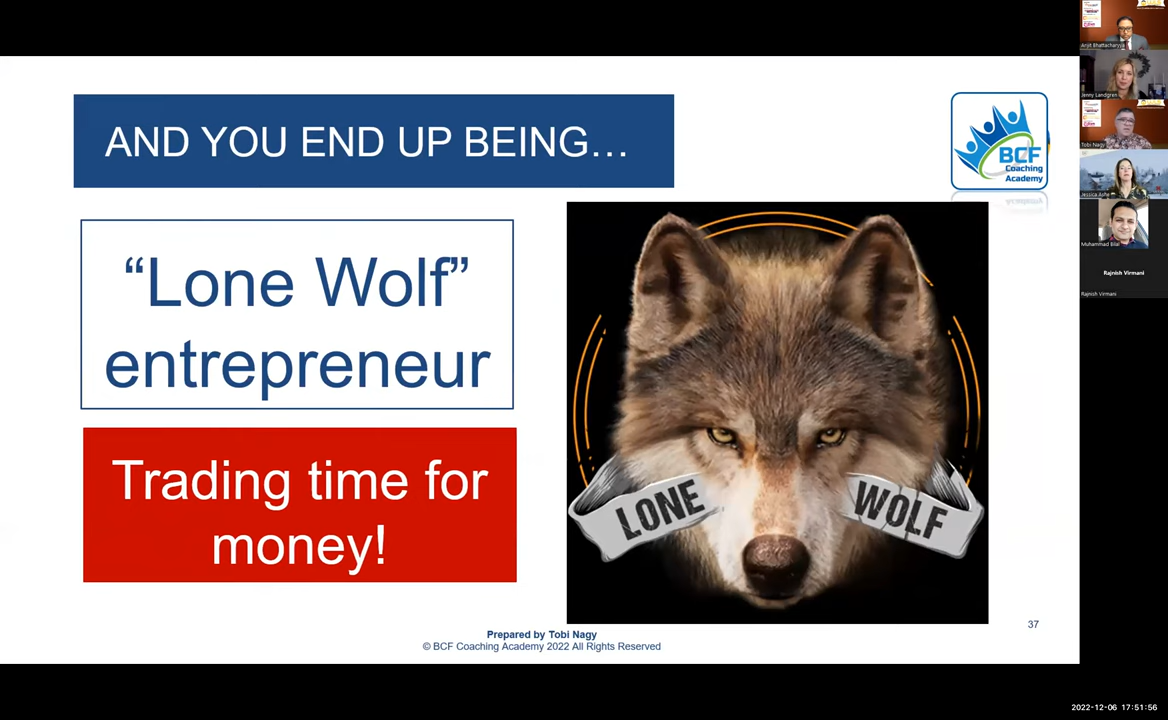 AND YOU END UP BEING…
BCF
Coaching
Academy
“Lone Wolf”
entrepreneur
Trading time for
money!
LONE
WOLF
37
Prepared by Tobi Nagy
© BCF Coaching Academy 2022 All Rights Reserved
Arijit Bhattacharyya
Jenny Landgren
Tobi Nagy
Muhammad Bilal
Rajnish Virmani
Rajnish Virmani
2022-12-06 17:51:56